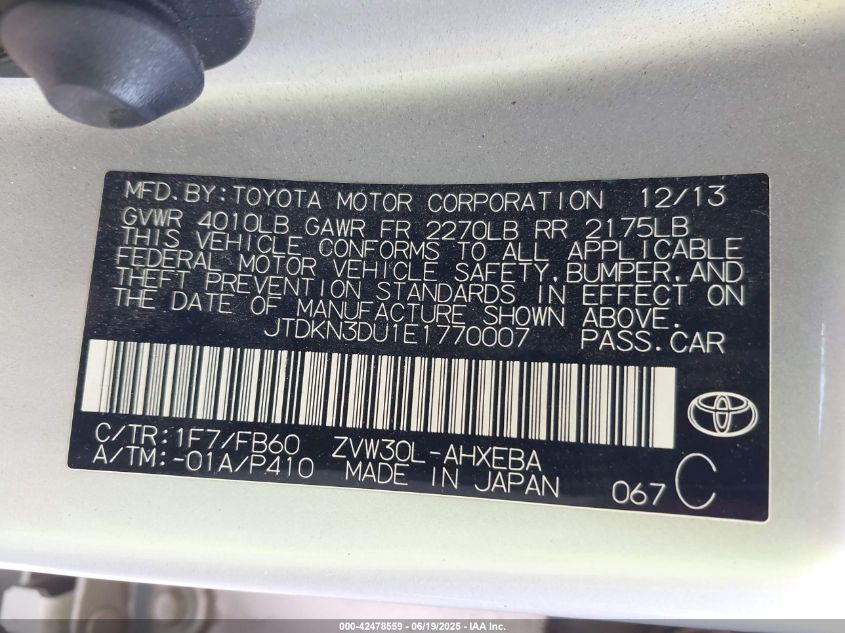 MFD.BY:TOYOTA MOTOR CORPORATION 12/13
GVWR 4010LB GAWR FR 2270LB RR 2175LB
THIS VEHICLE CONFORMS TO ALL APPLICABLE
FEDERAL MOTOR VEHICLE SAFETY,BUMPER,AND
THEFT PREVENTION STANDARDS IN EFFECT ON
THE DATE OF MANUFACTURE SHOWN ABOVE.
JTDKN3DU1E1770007 PASS.CAR
C/TR:1F7/FB60 ZVW30L-AHXEBA
A/TM:-01A/P410 MADE IN JAPAN 067 C
000-42478559 - 06/19/2025 - IAA Inc.